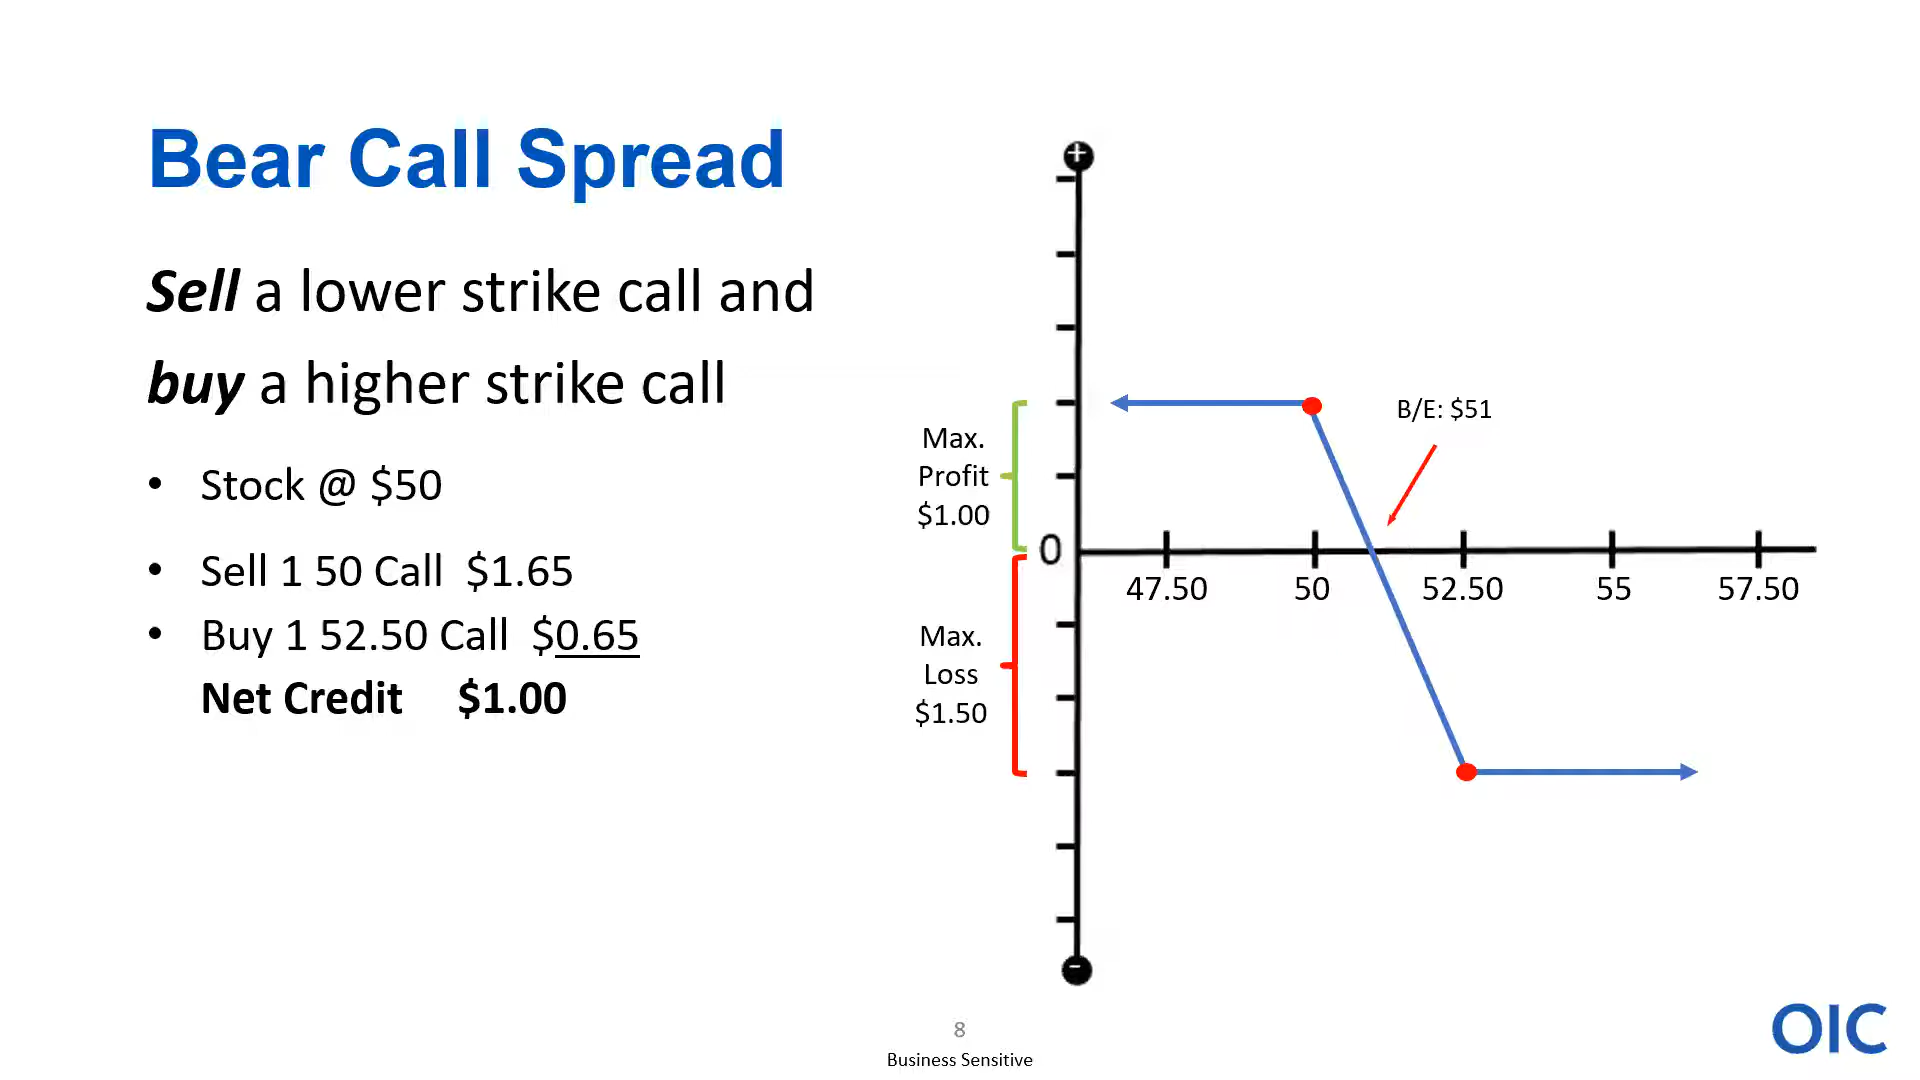 Bear Call Spread
Sell a lower strike call and
buy a higher strike call
• Stock @ $50
• Sell 1 50 Call $1.65
• Buy 1 52.50 Call $0.65
Net Credit $1.00
+
B/E: $51
Max.
Profit
$1.00
0
47.50 50 52.50 55 57.50
Max.
Loss
$1.50
-
8
Business Sensitive
OIC